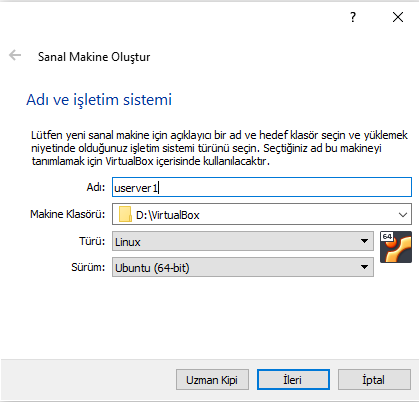 ?
Sanal Makine Oluştur
Adı ve işletim sistemi
Lütfen yeni sanal makine için açıklayıcı bir ad ve hedef klasör seçin ve yüklemek
niyetinde olduğunuz işletim sistemi türünü seçin. Seçtiğiniz ad bu makineyi
tanımlamak için VirtualBox içerisinde kullanılacaktır.
Adı: userver1
Makine Klasörü: D:\VirtualBox
Türü: Linux
64
Sürüm: Ubuntu (64-bit)
Uzman Kipi İleri İptal